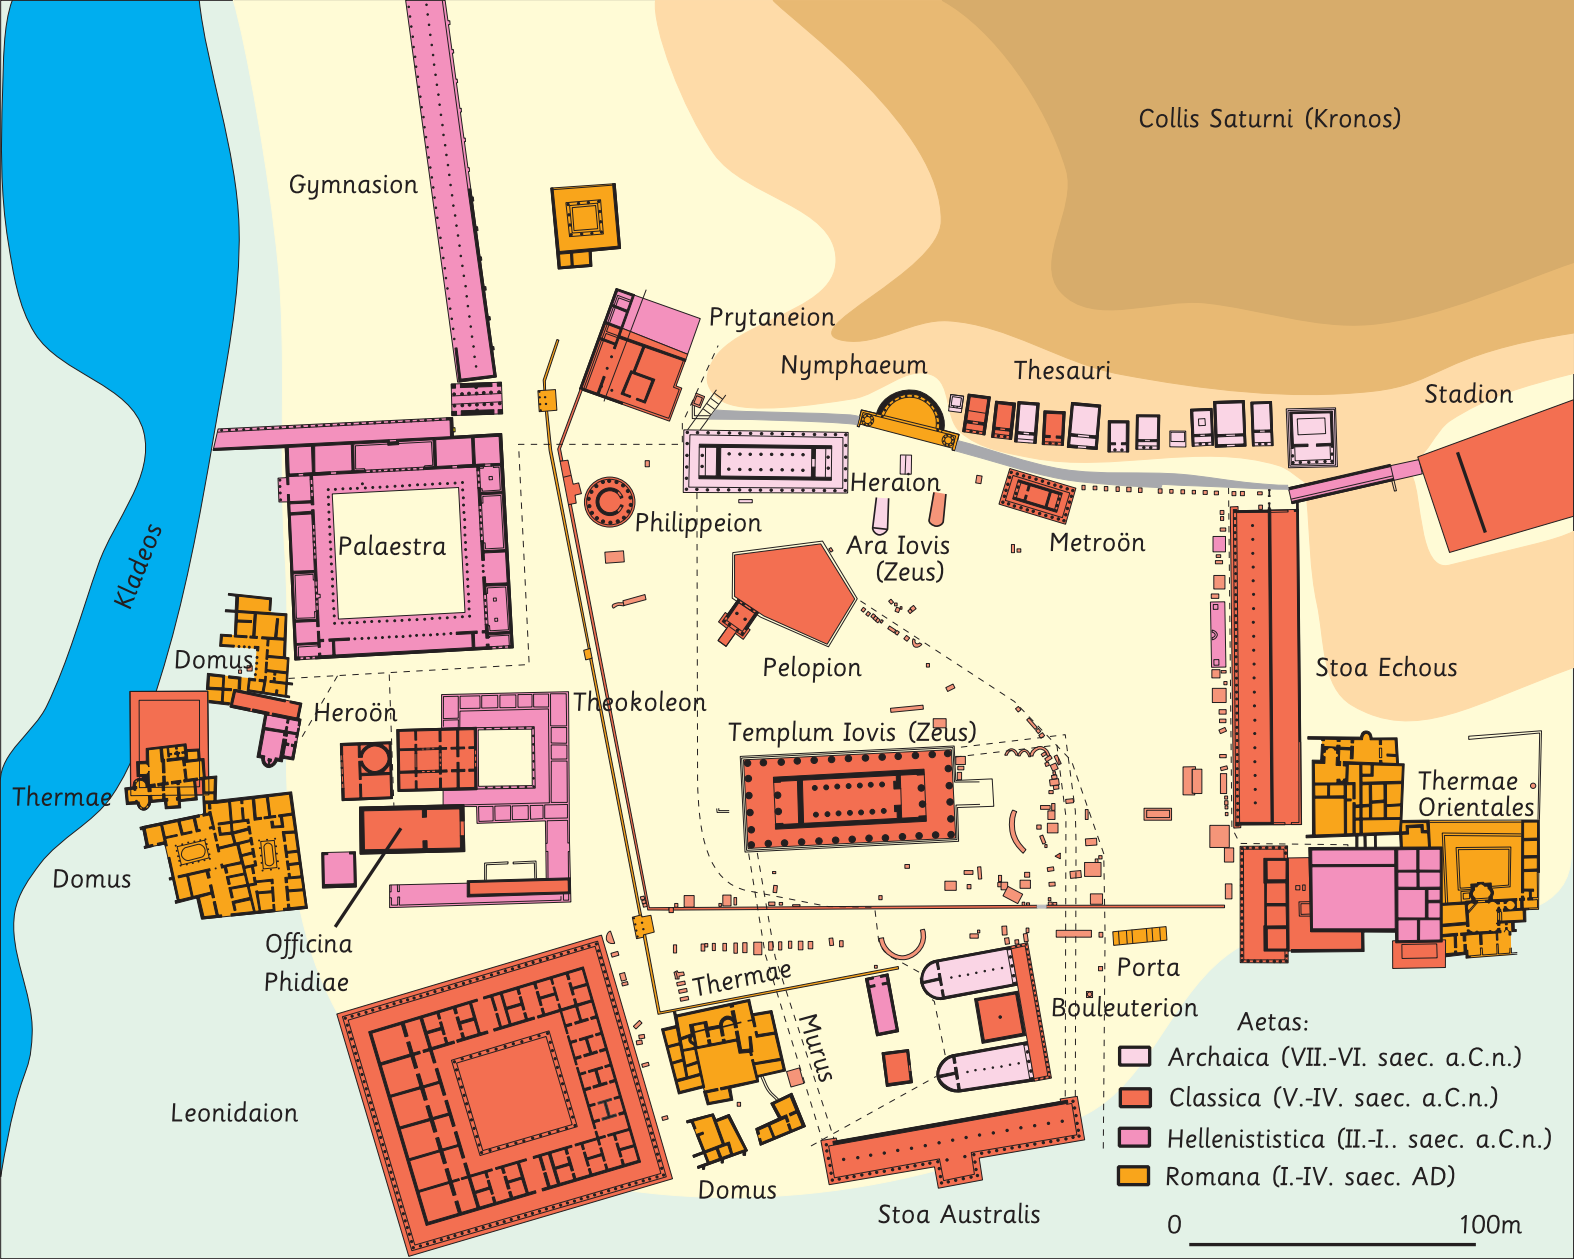 Collis Saturni (Kronos)
Gymnasion
Prytaneion
Nymphaeum
Thesauri
Stadion
Heraion
Philippeion
Palaestra
Ara Iovis
(Zeus)
Metroön
Kladeos
Domus
Pelopion
Stoa Echous
Heroön
Theokoleon
Templum Iovis (Zeus)
Thermae
Thermae
Orientales
Domus
Officina
Phidiae
Thermae
Porta
Bouleuterion
Murus
Leonidaion
Domus
Stoa Australis
Aetas:
Archaica (VII.-VI. saec. a.C.n.)
Classica (V.-IV. saec. a.C.n.)
Hellenististica (II.-I.. saec. a.C.n.)
Romana (I.-IV. saec. AD)
0 100m